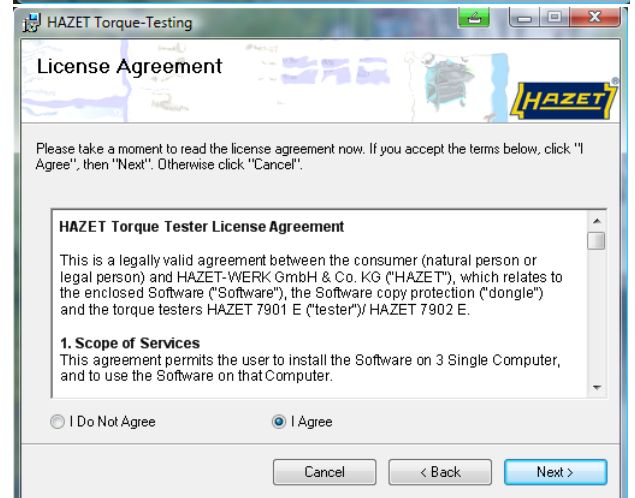 HAZET Torque-Testing
License Agreement
HAZET
Please take a moment to read the license agreement now. If you accept the terms below, click "I
Agree", then "Next". Otherwise click "Cancel".
HAZET Torque Tester License Agreement
This is a legally valid agreement between the consumer (natural person or
legal person) and HAZET-WERK GmbH & Co. KG ("HAZET"), which relates to
the enclosed Software ("Software"), the Software copy protection ("dongle")
and the torque testers HAZET 7901 E ("tester")/ HAZET 7902 E.
1. Scope of Services
This agreement permits the user to install the Software on 3 Single Computer,
and to use the Software on that Computer.
I Do Not Agree
I Agree
Cancel
< Back
Next >